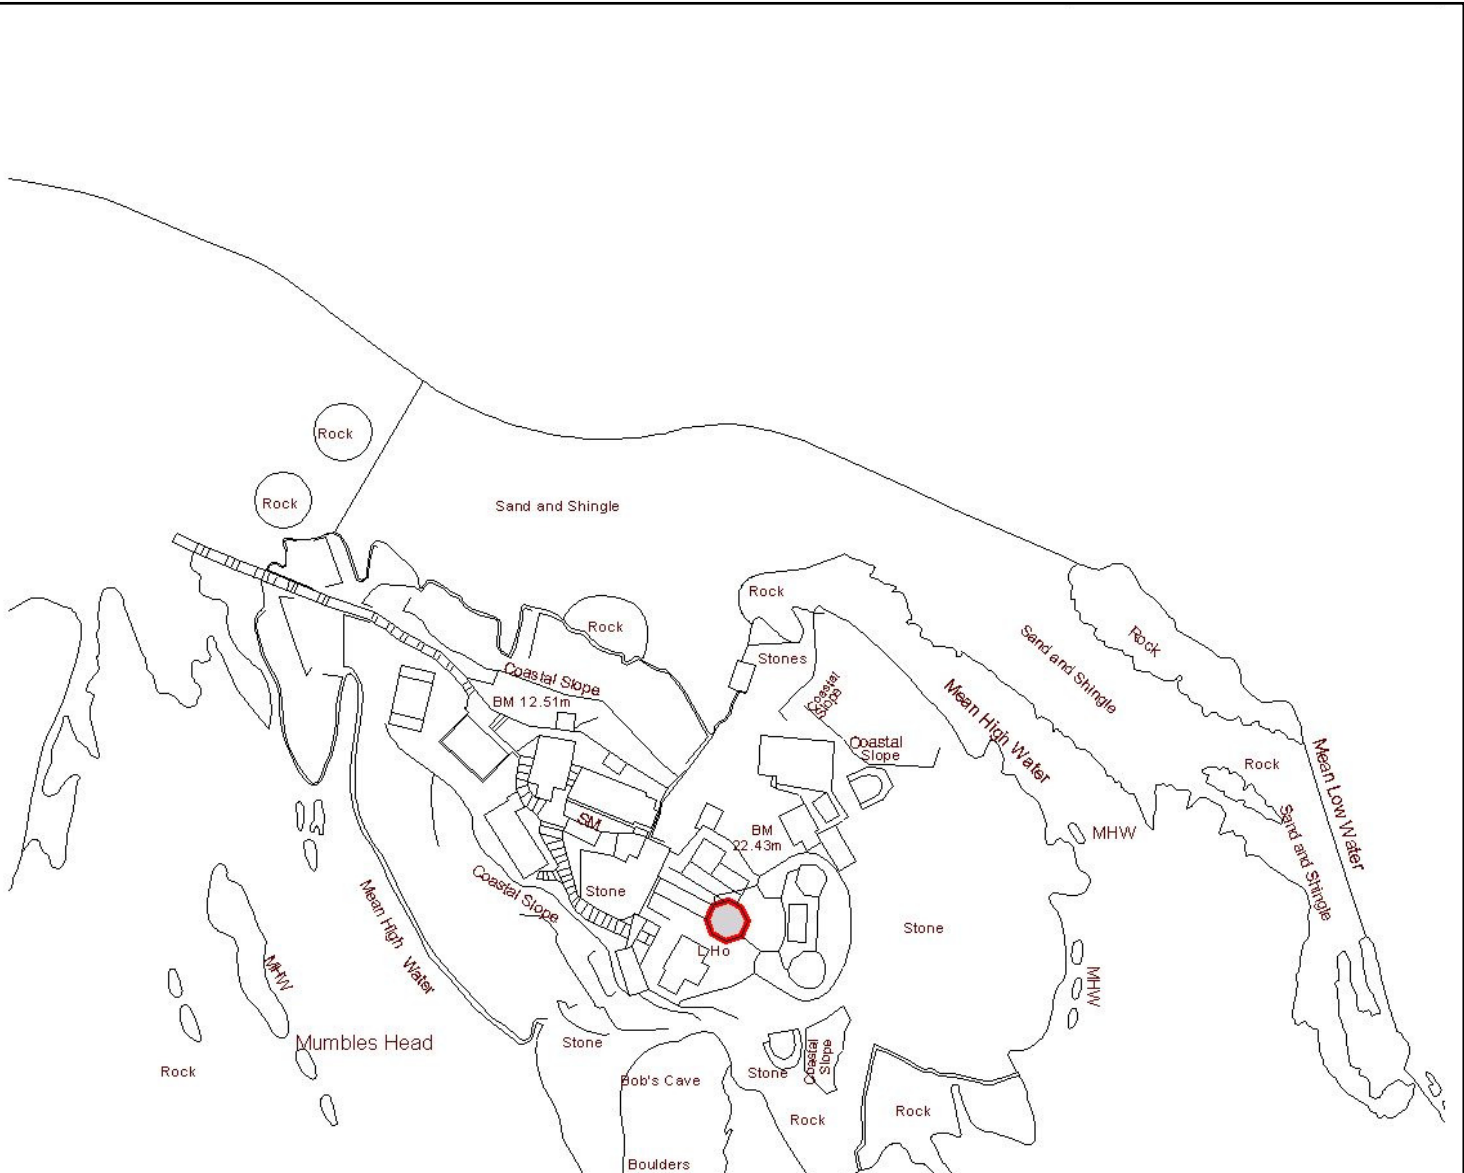 Rock
Rock
Sand and Shingle
Rock
Rock
Stones
Sand and Shingle
Rock
Coastal Slope
BM 12.51m
Coastal
Slope
Mean High Water
Coastal
Slope
Rock
Mean Low Water
SM
BM
22.43m
MHW
Sand and Shingle
Coastal Slope
Stone
Mean High Water
L Ho
Stone
MHW
MHW
Mumbles Head
Stone
Rock
Bob's Cave
Stone
Coastal
Slope
Rock
Rock
Boulders